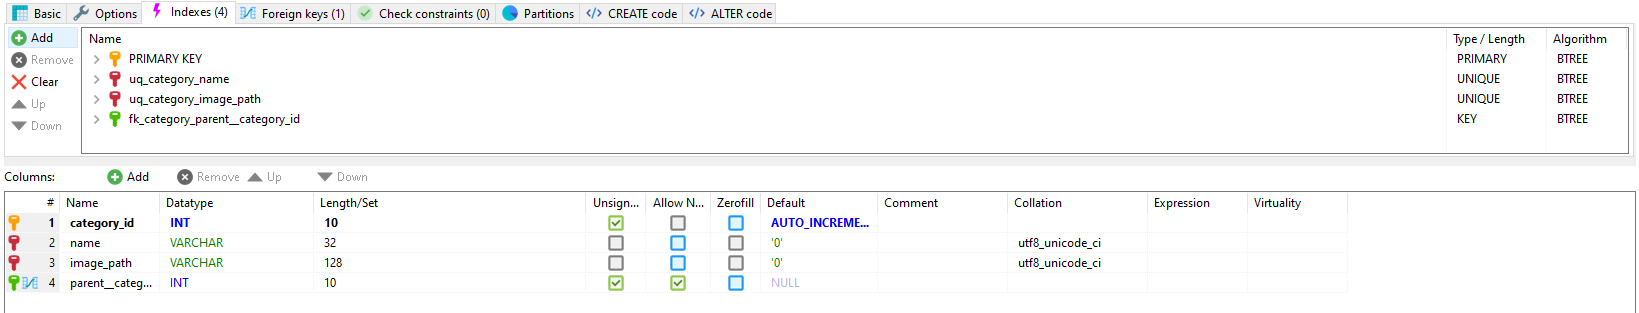 Basic Options Indexes (4) Foreign keys (1) Check constraints (0) Partitions CREATE code ALTER code
Add Name Type / Length Algorithm
Remove PRIMARY KEY PRIMARY BTREE
Clear uq_category_name UNIQUE BTREE
Up uq_category_image_path UNIQUE BTREE
Down fk_category_parent__category_id KEY BTREE
Columns: Add Remove Up Down
# Name Datatype Length/Set Unsign... Allow N... Zerofill Default Comment Collation Expression Virtuality
1 category_id INT 10 AUTO_INCREME...
2 name VARCHAR 32 '0' utf8_unicode_ci
3 image_path VARCHAR 128 '0' utf8_unicode_ci
4 parent__categ... INT 10 NULL